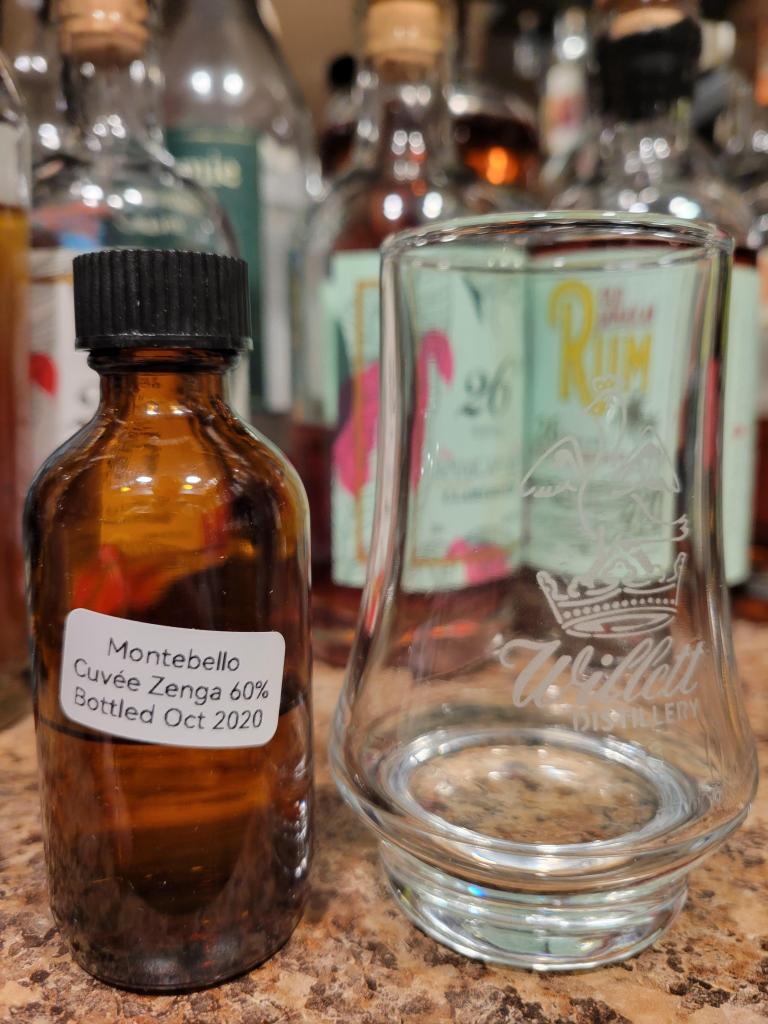 Montebello
Cuvée Zenga 60%
Bottled Oct 2020
26
RUM
Willett
DISTILLERY